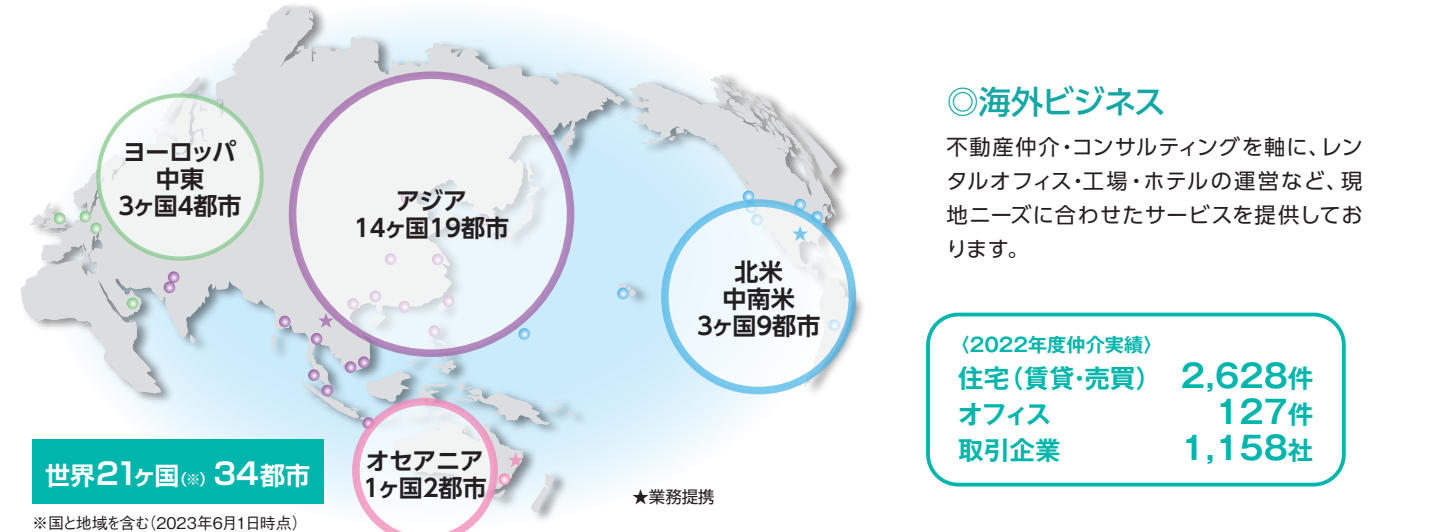 ヨーロッパ
中東
3ヶ国4都市
アジア
14ヶ国19都市
北米
中南米
3ヶ国9都市
オセアニア
1ヶ国2都市
世界21ヶ国(※) 34都市
※国と地域を含む(2023年6月1日時点)
★業務提携
◎海外ビジネス
不動産仲介・コンサルティングを軸に、レン
タルオフィス・工場・ホテルの運営など、現
地ニーズに合わせたサービスを提供してお
ります。
〈2022年度仲介実績〉
住宅(賃貸・売買) 2,628件
オフィス 127件
取引企業 1,158社